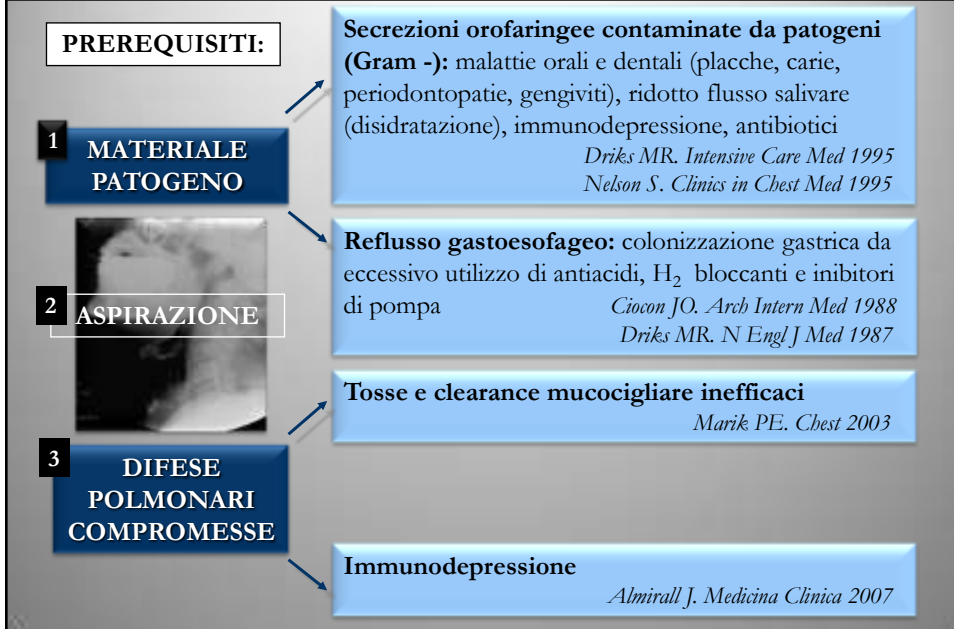 PREREQUISITI:
1
MATERIALE
PATOGENO
Secrezioni orofaringee contaminate da patogeni
(Gram -): malattie orali e dentali (placche, carie,
periodontopatie, gengiviti), ridotto flusso salivare
(disidratazione), immunodepressione, antibiotici
Driks MR. Intensive Care Med 1995
Nelson S. Clinics in Chest Med 1995
Reflusso gastoesofageo: colonizzazione gastrica da
eccessivo utilizzo di antiacidi, H₂ bloccanti e inibitori
di pompa
Ciocon JO. Arch Intern Med 1988
Driks MR. N Engl J Med 1987
2
ASPIRAZIONE
3
DIFESE
POLMONARI
COMPROMESSE
Tosse e clearance mucocigliare inefficaci
Marik PE. Chest 2003
Immunodepressione
Almirall J. Medicina Clinica 2007